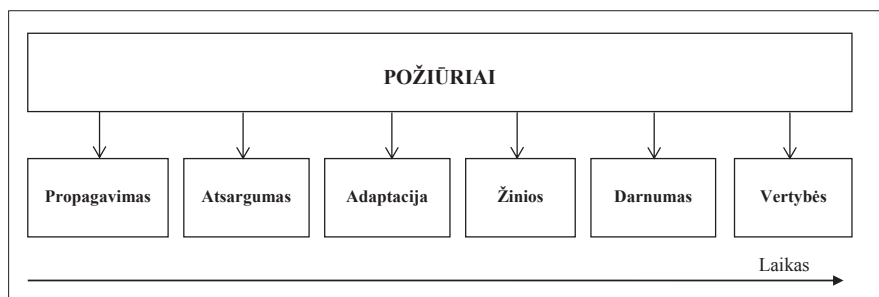 POŽIŪRIAI
Propagavimas Atsargumas Adaptacija Žinios Darnumas Vertybės
Laikas